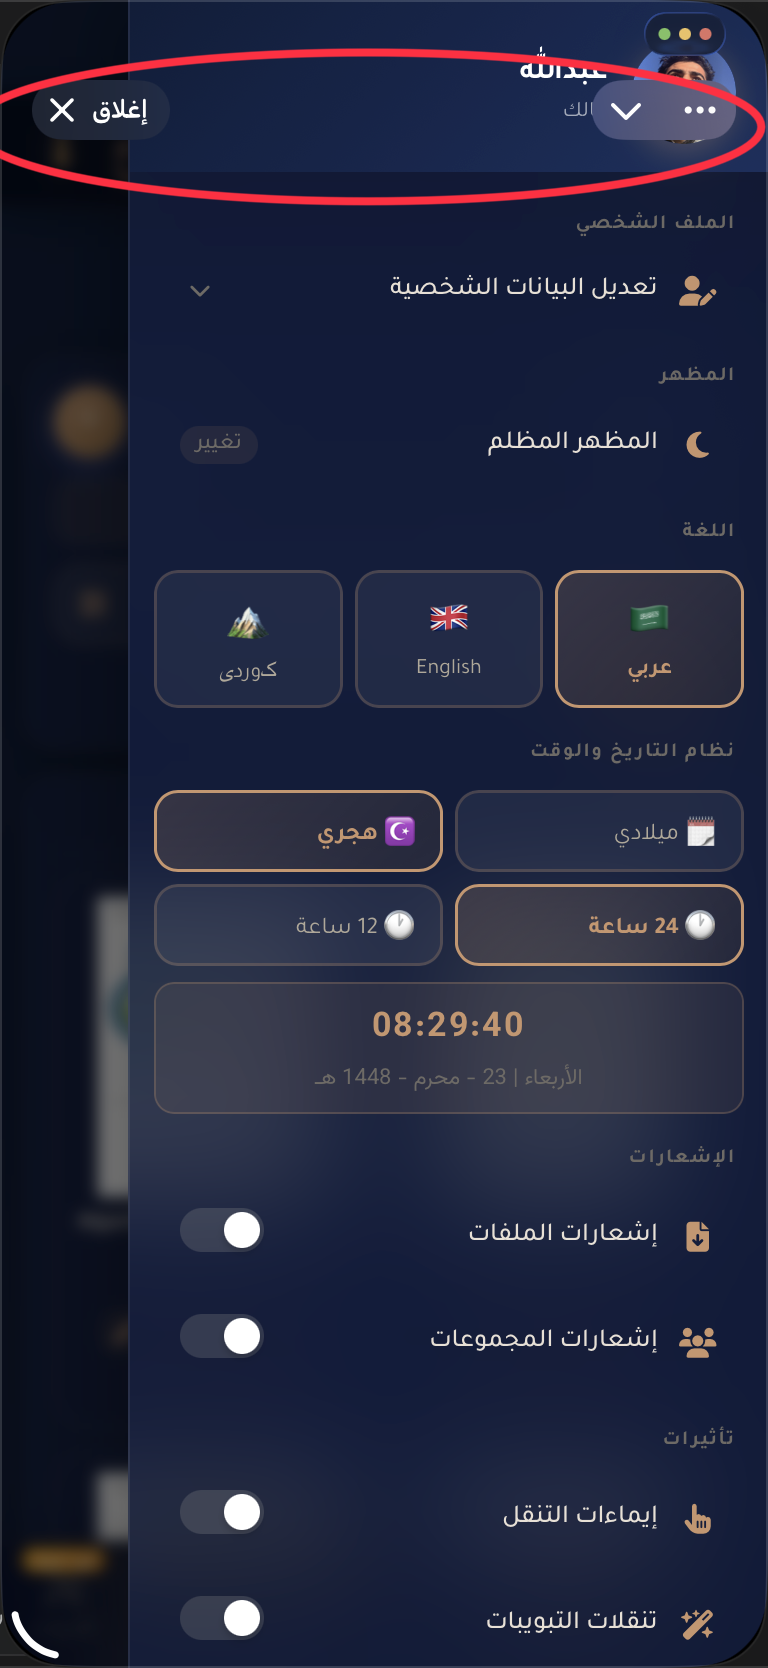 عبدالله
إغلاق
الملف الشخصي
تعديل البيانات الشخصية
المظهر
المظهر المظلم
تغيير
اللغة
عربي
English
کوردی
نظام التاريخ والوقت
ميلادي
هجري
24 ساعة
12 ساعة
08:29:40
الأربعاء | 23 - محرم - 1448 هـ
الإشعارات
إشعارات الملفات
إشعارات المجموعات
تأثيرات
إيماءات التنقل
تنقلات التبويبات